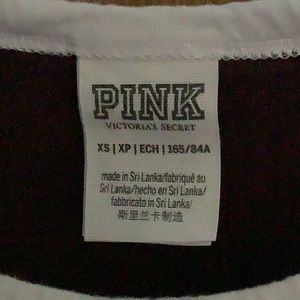 PINK
VICTORIA'S SECRET
XS | XP | ECH | 165/84A
made in Sri Lanka/fabriqué au
Sri Lanka/hecho en Sri Lanka/
fabbricato in Sri Lanka/
斯里兰卡制造